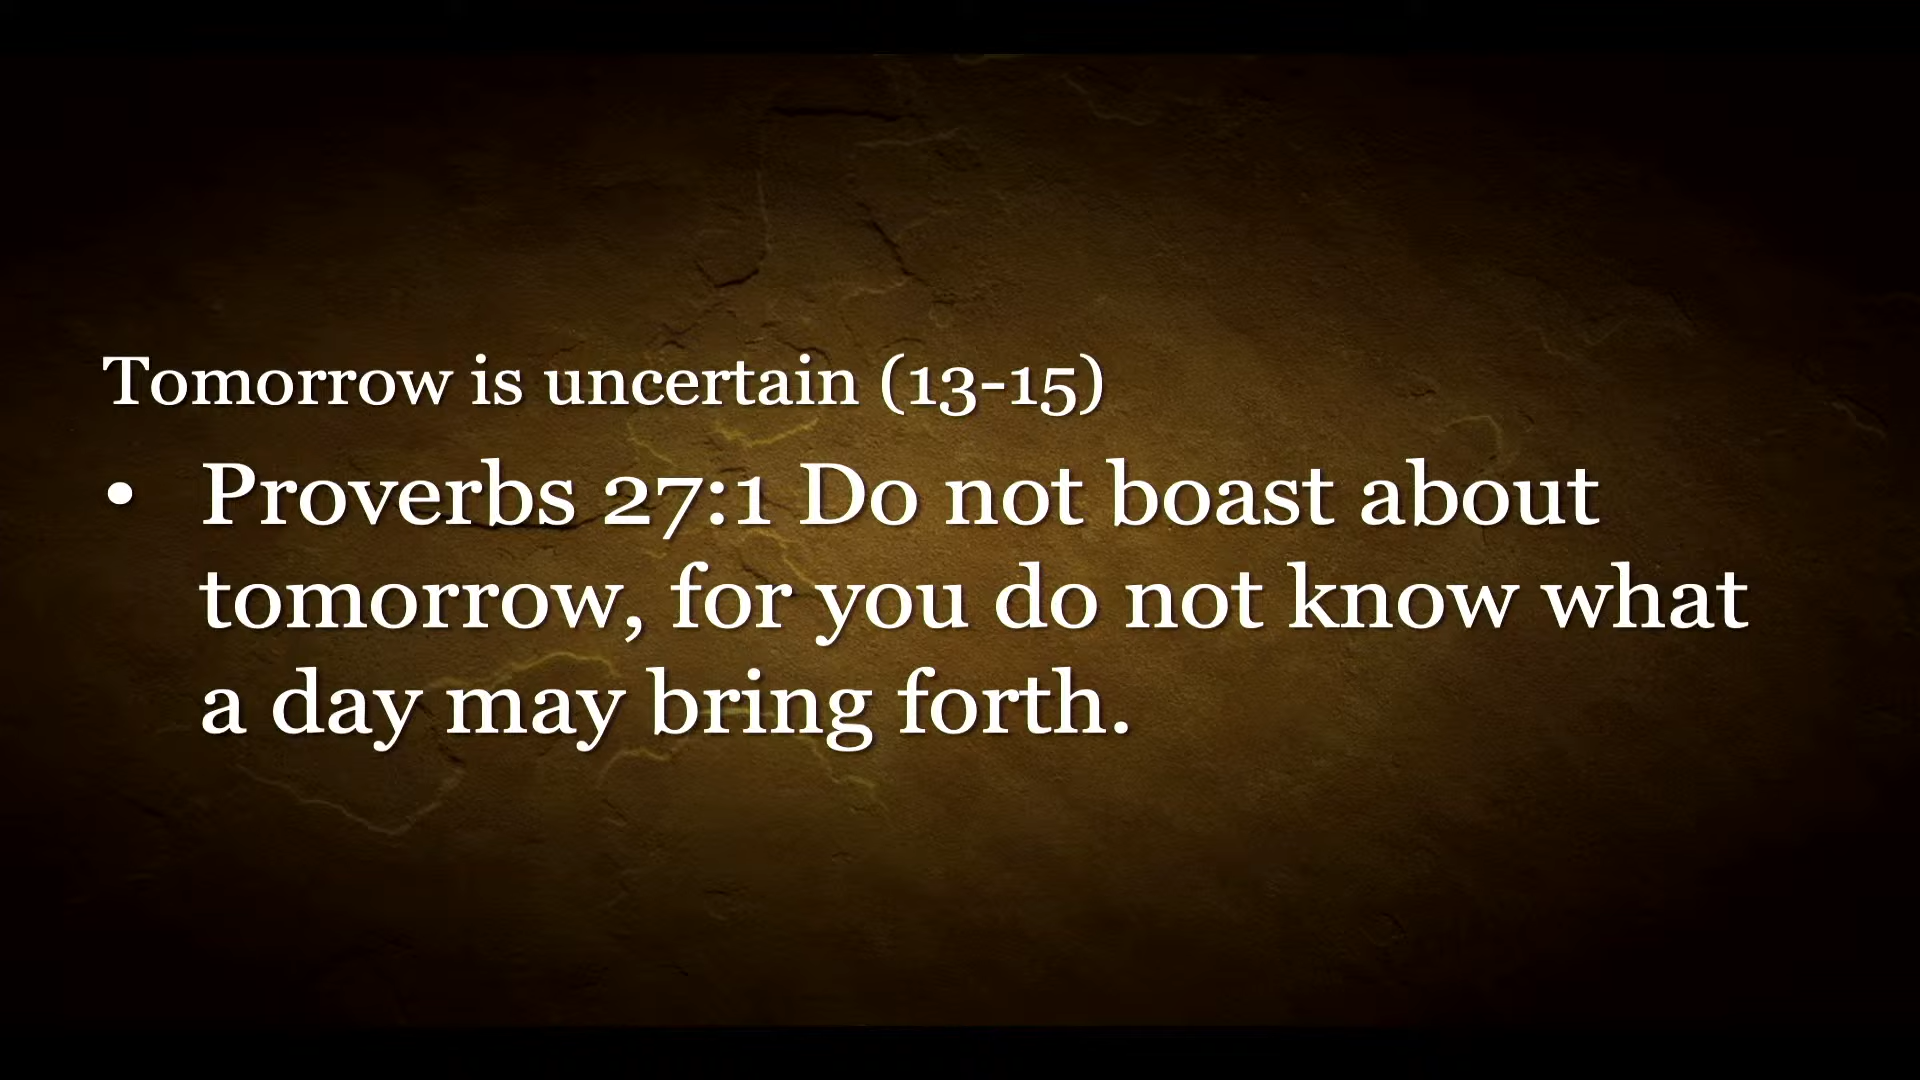 Tomorrow is uncertain (13-15)
• Proverbs 27:1 Do not boast about
tomorrow, for you do not know what
a day may bring forth.